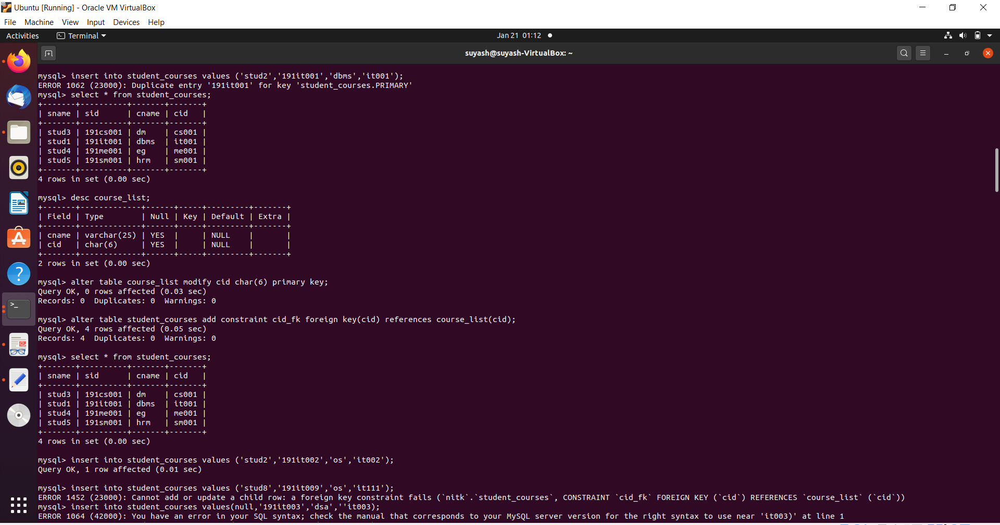 Ubuntu [Running] - Oracle VM VirtualBox
File Machine View Input Devices Help
Activities Terminal Jan 21 01:12
suyash@suyash-VirtualBox: ~
mysql> insert into student_courses values ('stud2','191it001','dbms','it001');
ERROR 1062 (23000): Duplicate entry '191it001' for key 'student_courses.PRIMARY'
mysql> select * from student_courses;
+-------+----------+-------+-------+
| sname | sid      | cname | cid   |
+-------+----------+-------+-------+
| stud3 | 191cs001 | dm    | cs001 |
| stud1 | 191it001 | dbms  | it001 |
| stud4 | 191me001 | eg    | me001 |
| stud5 | 191sm001 | hrm   | sm001 |
+-------+----------+-------+-------+
4 rows in set (0.00 sec)
mysql> desc course_list;
+-------+-------------+------+-----+---------+-------+
| Field | Type        | Null | Key | Default | Extra |
+-------+-------------+------+-----+---------+-------+
| cname | varchar(25) | YES  |     | NULL    |       |
| cid   | char(6)     | YES  |     | NULL    |       |
+-------+-------------+------+-----+---------+-------+
2 rows in set (0.00 sec)
mysql> alter table course_list modify cid char(6) primary key;
Query OK, 0 rows affected (0.03 sec)
Records: 0  Duplicates: 0  Warnings: 0
mysql> alter table student_courses add constraint cid_fk foreign key(cid) references course_list(cid);
Query OK, 4 rows affected (0.05 sec)
Records: 4  Duplicates: 0  Warnings: 0
mysql> select * from student_courses;
+-------+----------+-------+-------+
| sname | sid      | cname | cid   |
+-------+----------+-------+-------+
| stud3 | 191cs001 | dm    | cs001 |
| stud1 | 191it001 | dbms  | it001 |
| stud4 | 191me001 | eg    | me001 |
| stud5 | 191sm001 | hrm   | sm001 |
+-------+----------+-------+-------+
4 rows in set (0.00 sec)
mysql> insert into student_courses values ('stud2','191it002','os','it002');
Query OK, 1 row affected (0.01 sec)
mysql> insert into student_courses values ('stud8','191it009','os','it111');
ERROR 1452 (23000): Cannot add or update a child row: a foreign key constraint fails (`nitk`.`student_courses`, CONSTRAINT `cid_fk` FOREIGN KEY (`cid`) REFERENCES `course_list` (`cid`))
mysql> insert into student_courses values(null,'191it003','dsa',''it003);
ERROR 1064 (42000): You have an error in your SQL syntax; check the manual that corresponds to your MySQL server version for the right syntax to use near 'it003)' at line 1